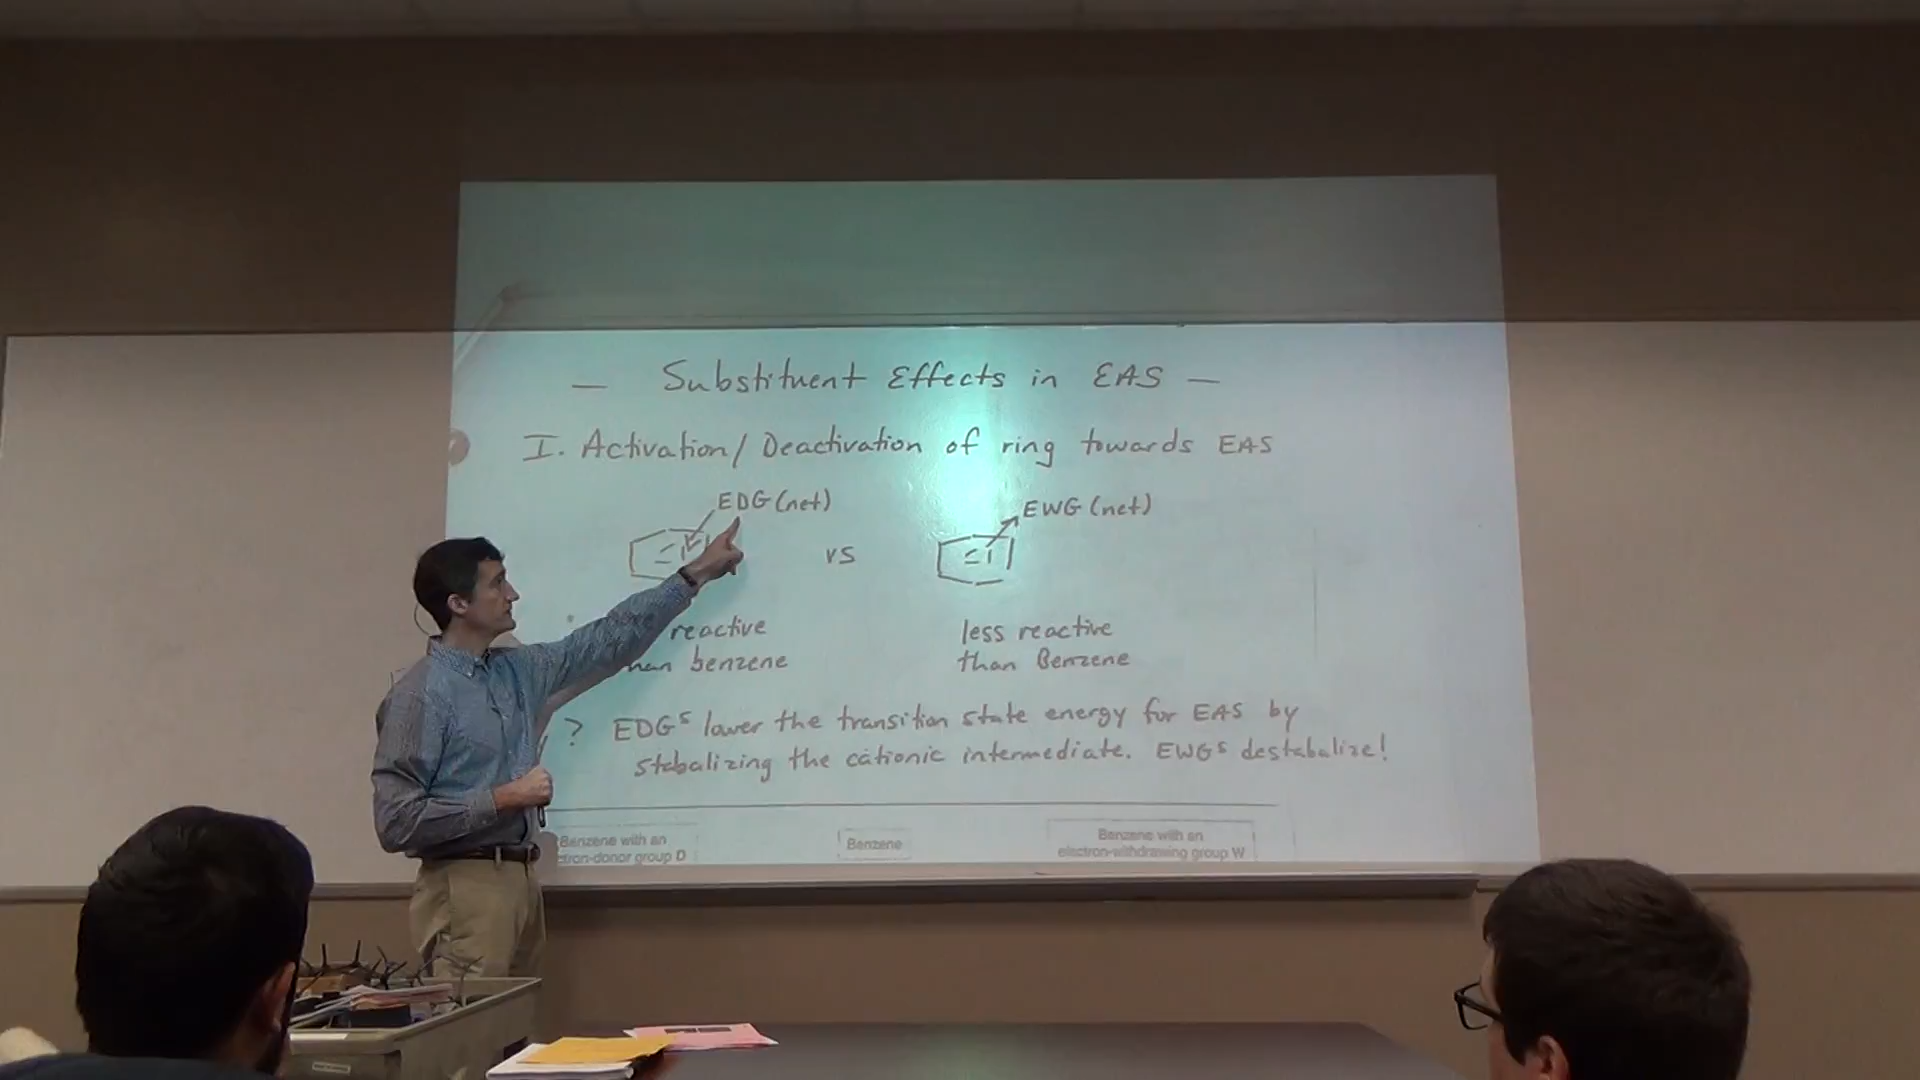 — Substituent Effects in EAS —
I. Activation/Deactivation of ring towards EAS
EDG (net)
EWG (net)
vs
reactive
benzene
less reactive
than Benzene
? EDGs lower the transition state energy for EAS by
stabalizing the cationic intermediate. EWGs destabalize!
Benzene with an
ctron-donor group D
Benzene
Benzene with an
electron-withdrawing group W